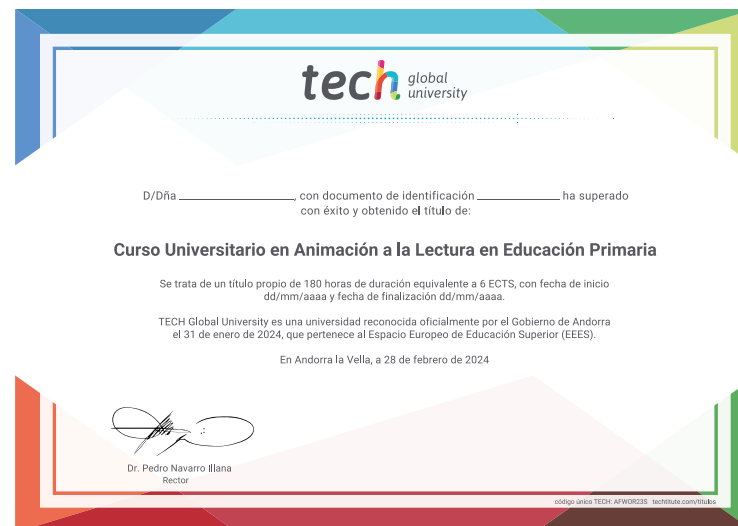 tech global university
D/Dña ____________________, con documento de identificación ______________ ha superado
con éxito y obtenido el título de:
Curso Universitario en Animación a la Lectura en Educación Primaria
Se trata de un título propio de 180 horas de duración equivalente a 6 ECTS, con fecha de inicio
dd/mm/aaaa y fecha de finalización dd/mm/aaaa.
TECH Global University es una universidad reconocida oficialmente por el Gobierno de Andorra
el 31 de enero de 2024, que pertenece al Espacio Europeo de Educación Superior (EEES).
En Andorra la Vella, a 28 de febrero de 2024
Dr. Pedro Navarro Illana
Rector
código único TECH: AFWOR23S techtitute.com/títulos